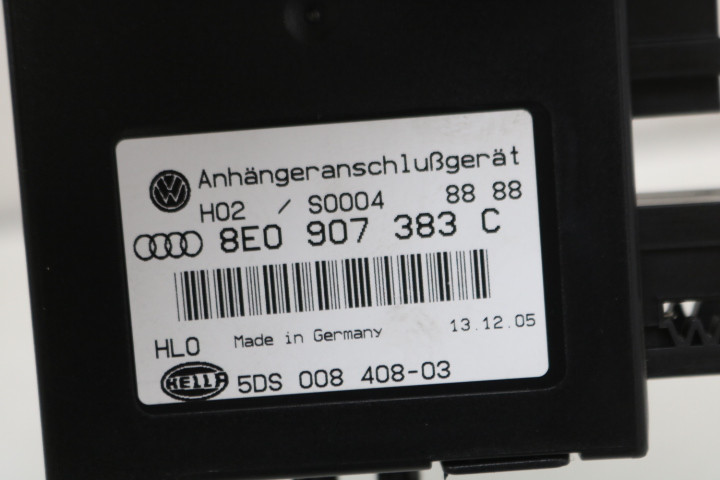 Anhängeranschlußgerät
H02 / S0004 88 88
8E0 907 383 C
Made in Germany 13.12.05
HLO
HELLA 5DS 008 408-03